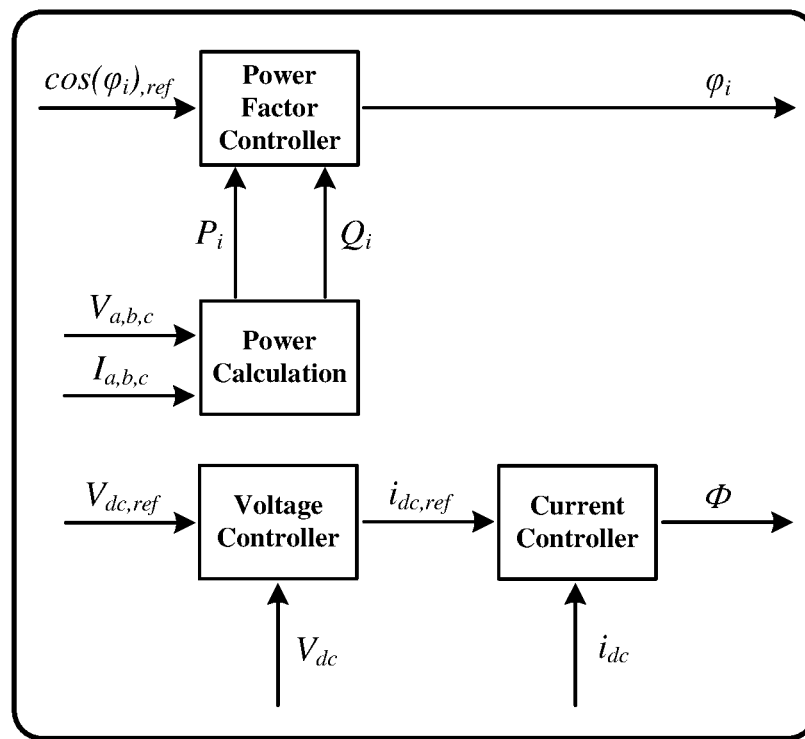 cos(φi),ref
Power
Factor
Controller
φi
Pi
Qi
Va,b,c
Ia,b,c
Power
Calculation
Vdc,ref
Voltage
Controller
idc,ref
Current
Controller
Φ
Vdc
idc